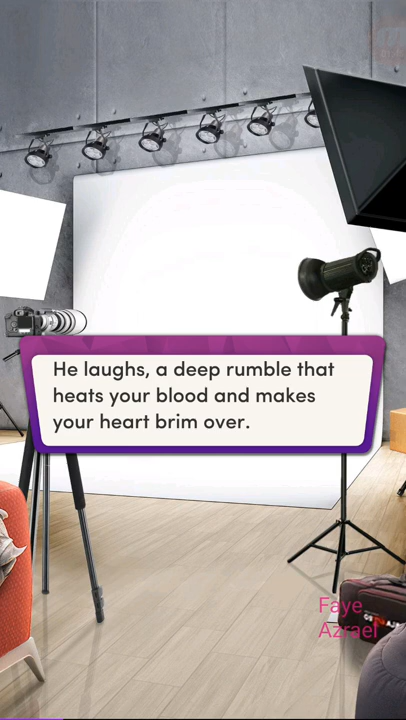 He laughs, a deep rumble that
heats your blood and makes
your heart brim over.
Faye
Azrael